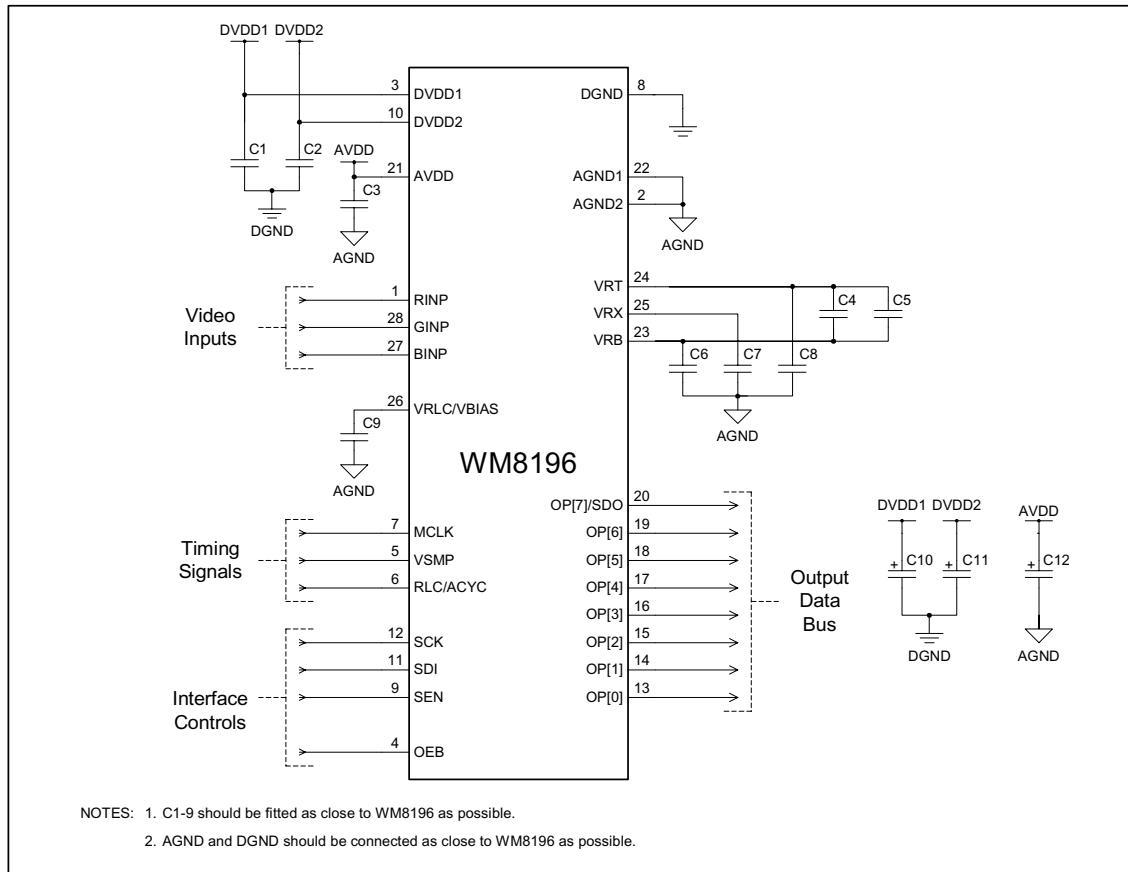 DVDD1 DVDD2
3 DVDD1
10 DVDD2
C1 C2
DGND
AVDD
21 AVDD
C3
AGND
DGND 8
AGND1 22
AGND2 2
AGND
Video
Inputs
1 RINP
28 GINP
27 BINP
VRT 24
VRX 25
VRB 23
C4 C5
C6 C7 C8
AGND
26 VRLC/VBIAS
C9
AGND
WM8196
Timing
Signals
7 MCLK
5 VSMP
6 RLC/ACYC
Interface
Controls
12 SCK
11 SDI
9 SEN
4 OEB
OP[7]/SDO 20
OP[6] 19
OP[5] 18
OP[4] 17
OP[3] 16
OP[2] 15
OP[1] 14
OP[0] 13
Output
Data
Bus
DVDD1 DVDD2
+ C10 + C11
DGND
AVDD
+ C12
AGND
NOTES: 1. C1-9 should be fitted as close to WM8196 as possible.
2. AGND and DGND should be connected as close to WM8196 as possible.